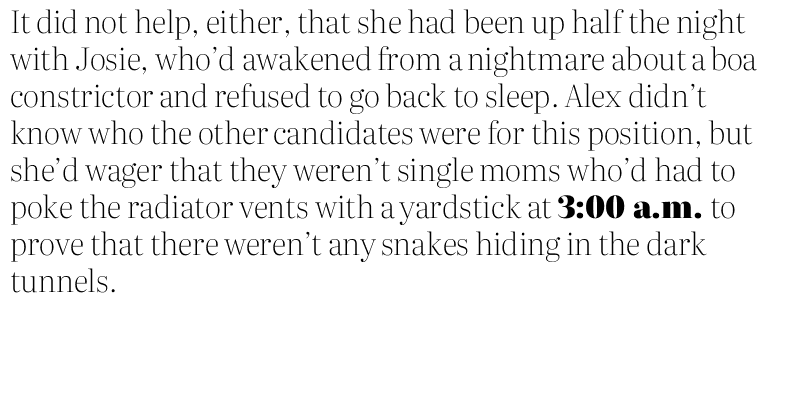 It did not help, either, that she had been up half the night
with Josie, who’d awakened from a nightmare about a boa
constrictor and refused to go back to sleep. Alex didn’t
know who the other candidates were for this position, but
she’d wager that they weren’t single moms who’d had to
poke the radiator vents with a yardstick at 3:00 a.m. to
prove that there weren’t any snakes hiding in the dark
tunnels.